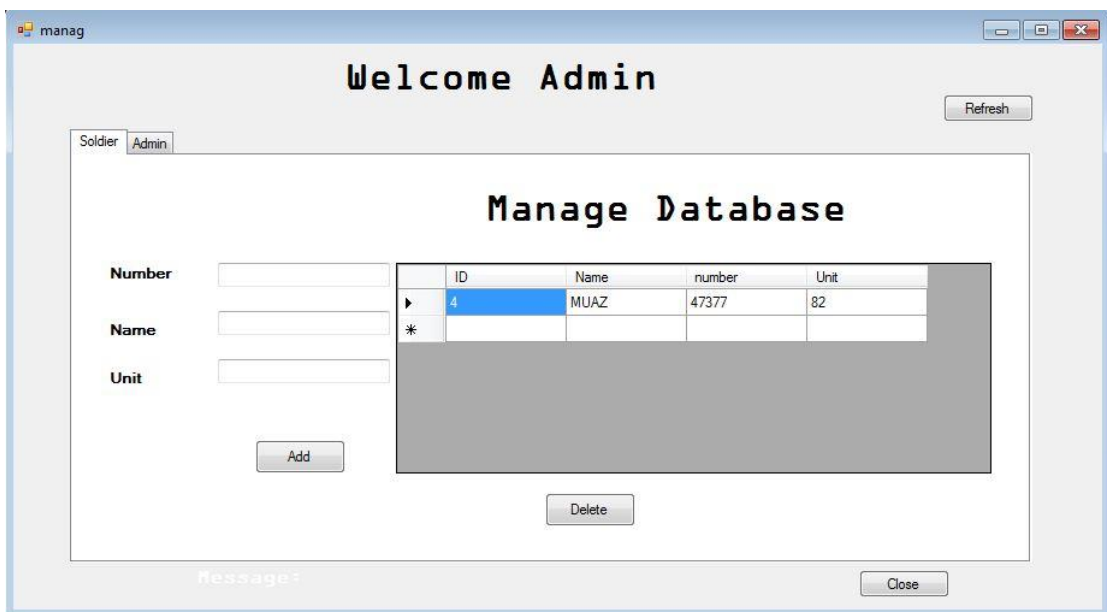 manag
Welcome Admin
Refresh
Soldier Admin
Manage Database
Number
Name
Unit
ID Name number Unit
4 MUAZ 47377 82
Add
Delete
Message:
Close